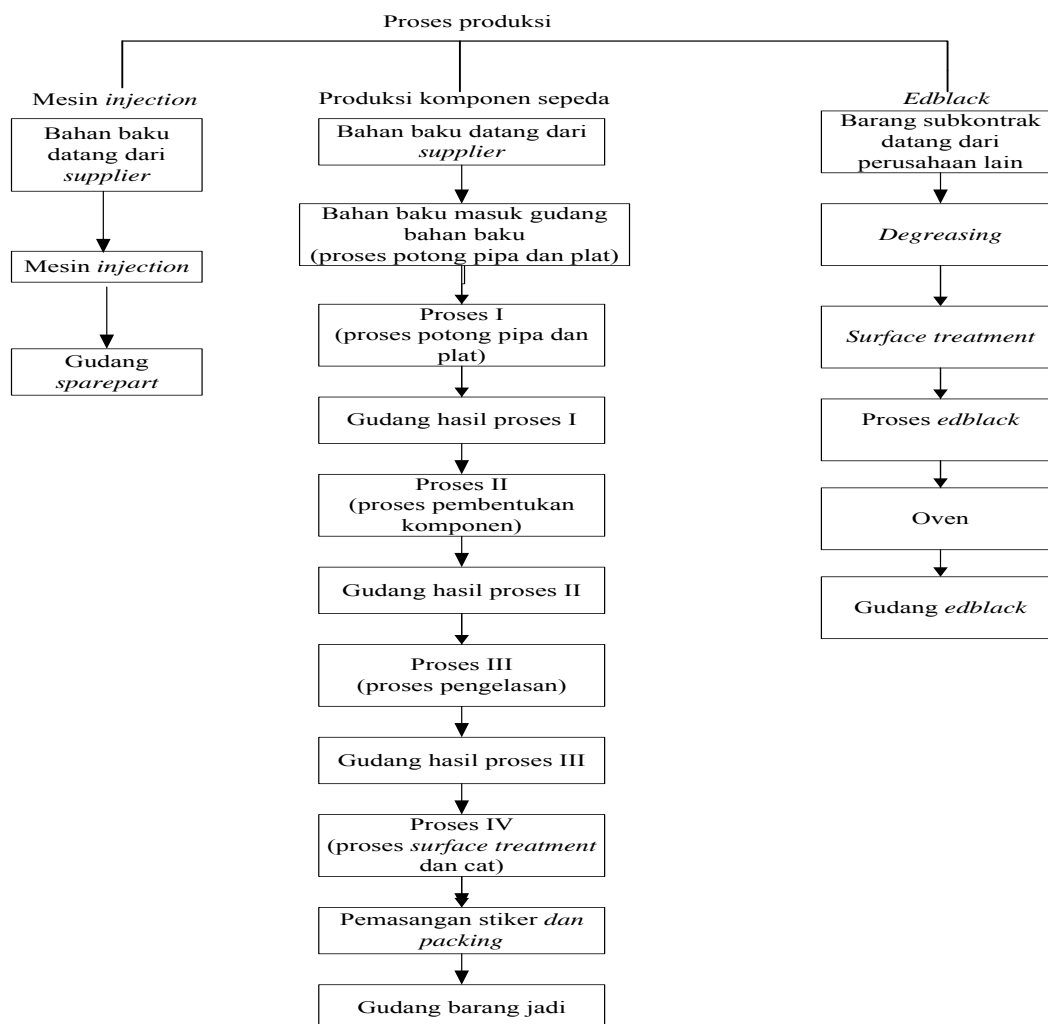 Proses produksi
Mesin injection
Bahan baku
datang dari
supplier
Mesin injection
Gudang
sparepart
Produksi komponen sepeda
Bahan baku datang dari
supplier
Bahan baku masuk gudang
bahan baku
(proses potong pipa dan plat)
Proses I
(proses potong pipa dan
plat)
Gudang hasil proses I
Proses II
(proses pembentukan
komponen)
Gudang hasil proses II
Proses III
(proses pengelasan)
Gudang hasil proses III
Proses IV
(proses surface treatment
dan cat)
Pemasangan stiker dan
packing
Gudang barang jadi
Edblack
Barang subkontrak
datang dari
perusahaan lain
Degreasing
Surface treatment
Proses edblack
Oven
Gudang edblack